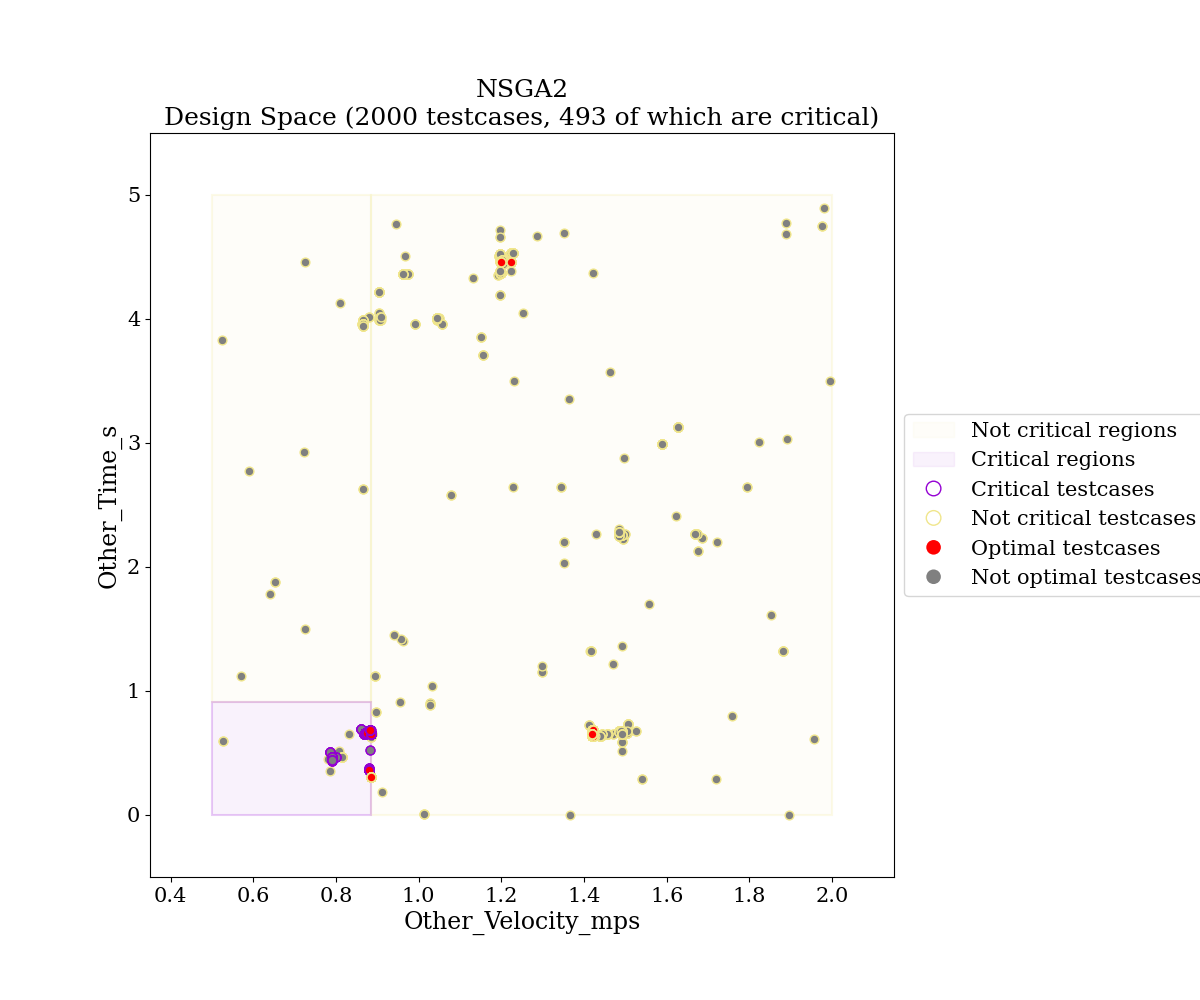 NSGA2
Design Space (2000 testcases, 493 of which are critical)
5
4
3
2
1
0
Other_Time_s
0.4 0.6 0.8 1.0 1.2 1.4 1.6 1.8 2.0
Other_Velocity_mps
Not critical regions
Critical regions
Critical testcases
Not critical testcases
Optimal testcases
Not optimal testcases